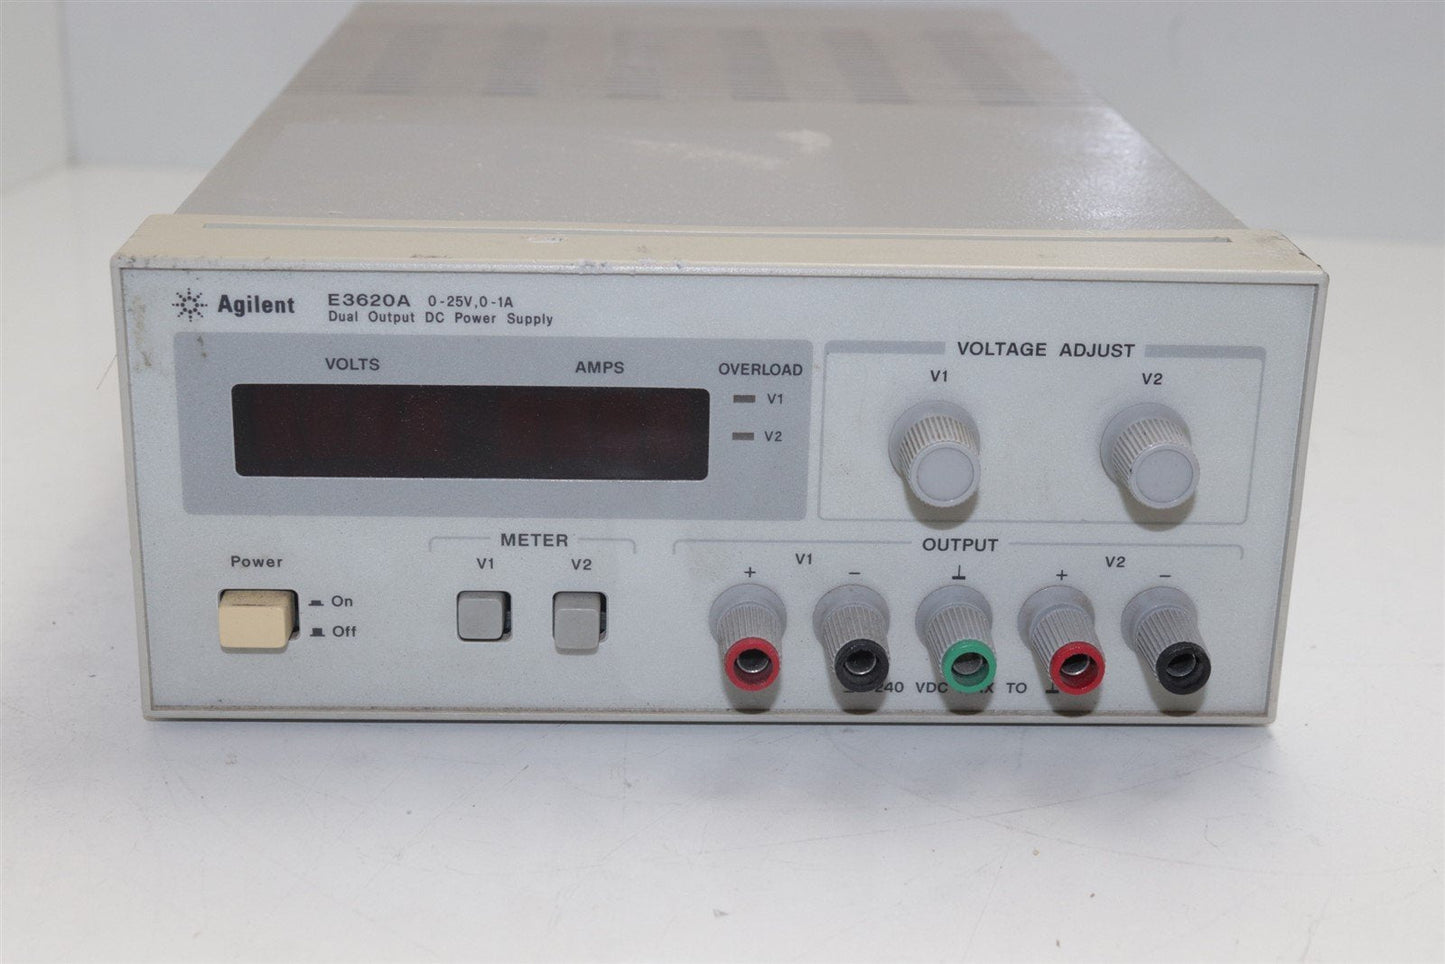 Agilent E3620A 0-25V, 0-1A
Dual Output DC Power Supply
VOLTS AMPS OVERLOAD
V1
V2
VOLTAGE ADJUST
V1 V2
Power
On
Off
METER
V1 V2
OUTPUT
V1 V2
+ - ⊥ + -
240 VDC TO ⊥